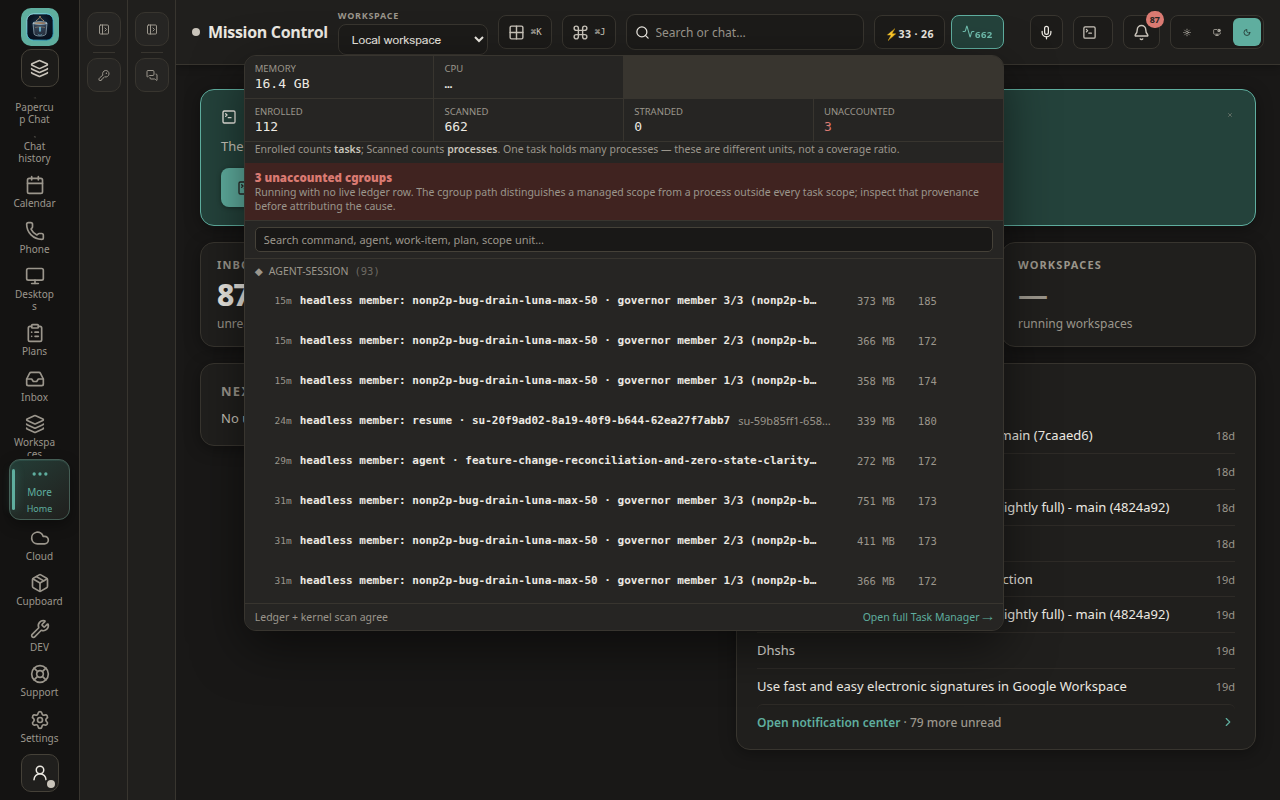 Papercu
p Chat
Chat
history
Calendar
Phone
Desktop
s
Plans
Inbox
Workspa
ces
More
Home
Cloud
Cupboard
DEV
Support
Settings
Mission Control
WORKSPACE
Local workspace
⌘K
⌘J
Search or chat...
⚡33 · 26
662
87
MEMORY
16.4 GB
CPU
…
ENROLLED
112
SCANNED
662
STRANDED
0
UNACCOUNTED
3
Enrolled counts tasks; Scanned counts processes. One task holds many processes — these are different units, not a coverage ratio.
3 unaccounted cgroups
Running with no live ledger row. The cgroup path distinguishes a managed scope from a process outside every task scope; inspect that provenance
before attributing the cause.
Search command, agent, work-item, plan, scope unit...
◆ AGENT-SESSION (93)
15m headless member: nonp2p-bug-drain-luna-max-50 · governor member 3/3 (nonp2p-b… 373 MB 185
15m headless member: nonp2p-bug-drain-luna-max-50 · governor member 2/3 (nonp2p-b… 366 MB 172
15m headless member: nonp2p-bug-drain-luna-max-50 · governor member 1/3 (nonp2p-b… 358 MB 174
24m headless member: resume · su-20f9ad02-8a19-40f9-b644-62ea27f7abb7 su-59b85ff1-658… 339 MB 180
29m headless member: agent · feature-change-reconciliation-and-zero-state-clarity… 272 MB 172
31m headless member: nonp2p-bug-drain-luna-max-50 · governor member 3/3 (nonp2p-b… 751 MB 173
31m headless member: nonp2p-bug-drain-luna-max-50 · governor member 2/3 (nonp2p-b… 411 MB 173
31m headless member: nonp2p-bug-drain-luna-max-50 · governor member 1/3 (nonp2p-b… 366 MB 172
Ledger + kernel scan agree
Open full Task Manager →
The
INBO
87
unre
NEX
No u
WORKSPACES
—
running workspaces
main (7caaed6) 18d
18d
ightly full) - main (4824a92) 18d
18d
ction 19d
ightly full) - main (4824a92) 19d
Dhshs 19d
Use fast and easy electronic signatures in Google Workspace 19d
Open notification center · 79 more unread